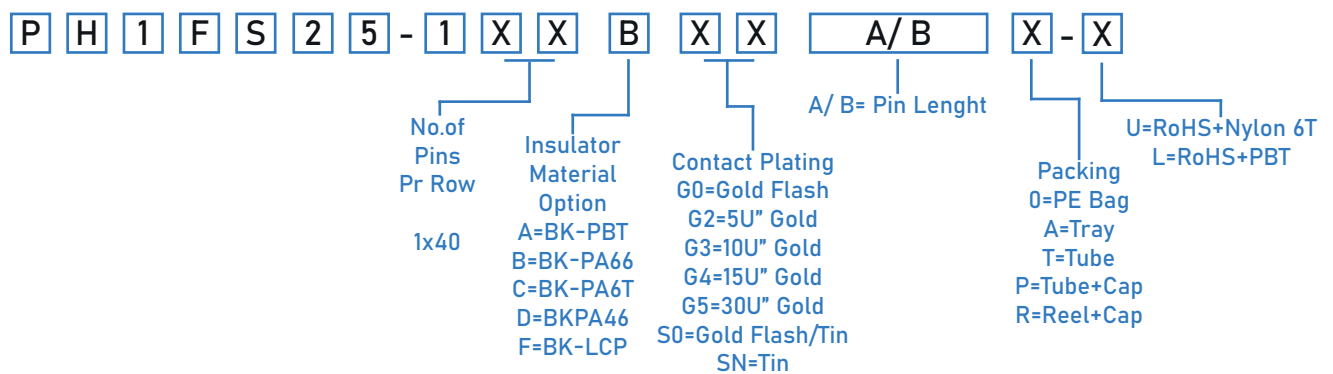 P H 1 F S 2 5 - 1 X X B X X A/ B X - X
No.of
Pins
Pr Row
1x40
Insulator
Material
Option
A=BK-PBT
B=BK-PA66
C=BK-PA6T
D=BKPA46
F=BK-LCP
Contact Plating
G0=Gold Flash
G2=5U” Gold
G3=10U” Gold
G4=15U” Gold
G5=30U” Gold
S0=Gold Flash/Tin
SN=Tin
A/ B= Pin Lenght
Packing
0=PE Bag
A=Tray
T=Tube
P=Tube+Cap
R=Reel+Cap
U=RoHS+Nylon 6T
L=RoHS+PBT